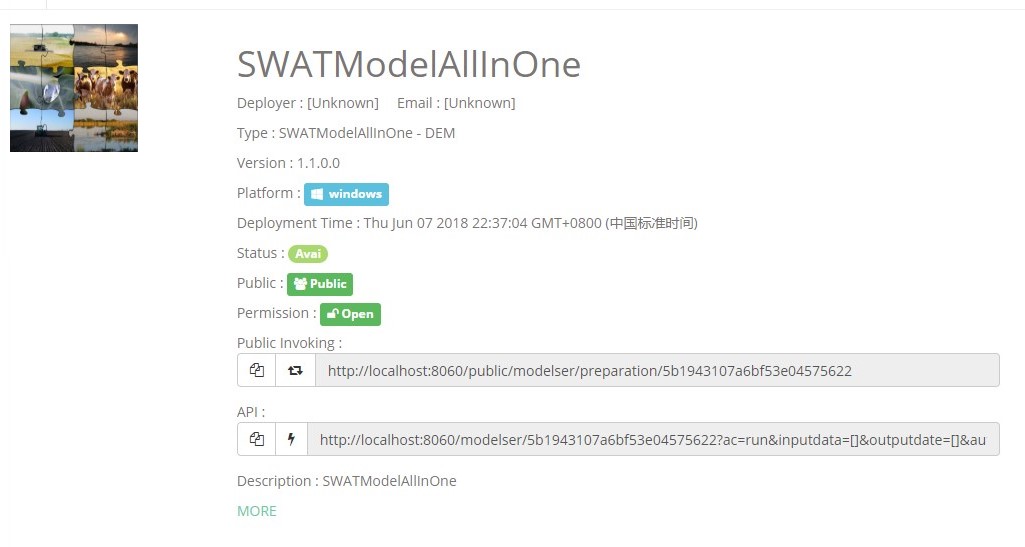 SWATModelAllInOne
Deployer : [Unknown] Email : [Unknown]
Type : SWATModelAllInOne - DEM
Version : 1.1.0.0
Platform : windows
Deployment Time : Thu Jun 07 2018 22:37:04 GMT+0800 (中国标准时间)
Status : Avai
Public : Public
Permission : Open
Public Invoking :
http://localhost:8060/public/modelser/preparation/5b1943107a6bf53e04575622
API :
http://localhost:8060/modelser/5b1943107a6bf53e04575622?ac=run&inputdata=[]&outputdate=[]&au
Description : SWATModelAllInOne
MORE